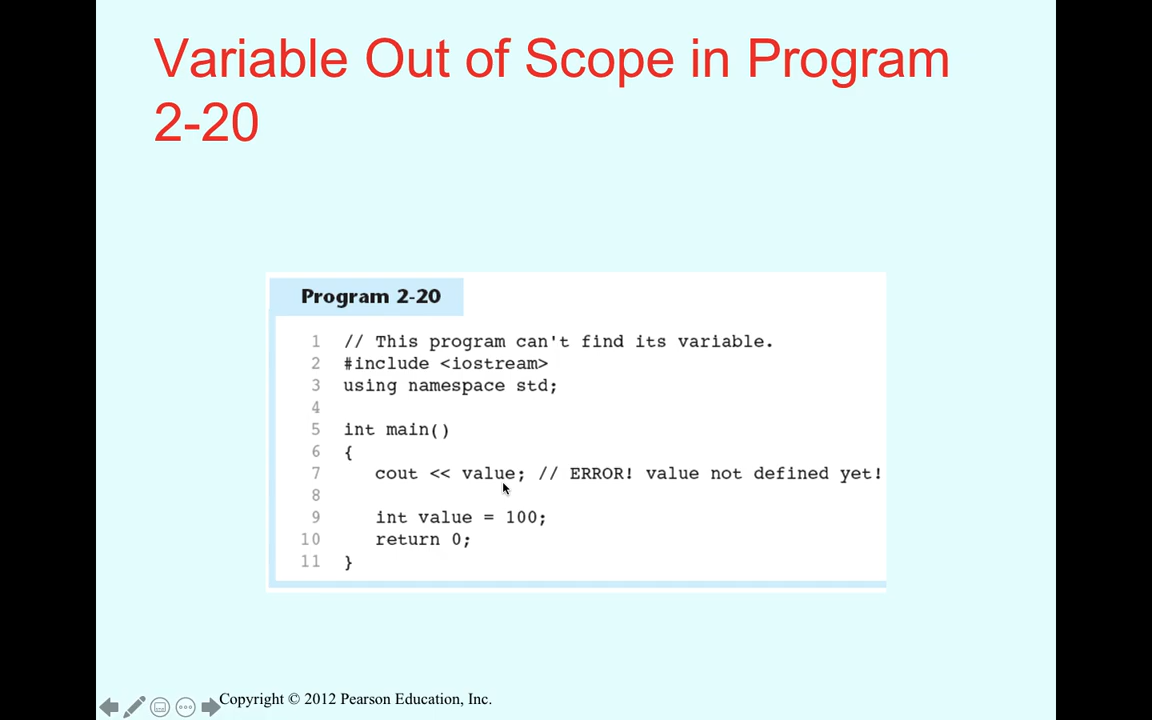 Variable Out of Scope in Program
2-20
Program 2-20
1 // This program can't find its variable.
2 #include <iostream>
3 using namespace std;
4
5 int main()
6 {
7 cout << value; // ERROR! value not defined yet!
8
9 int value = 100;
10 return 0;
11 }
Copyright © 2012 Pearson Education, Inc.